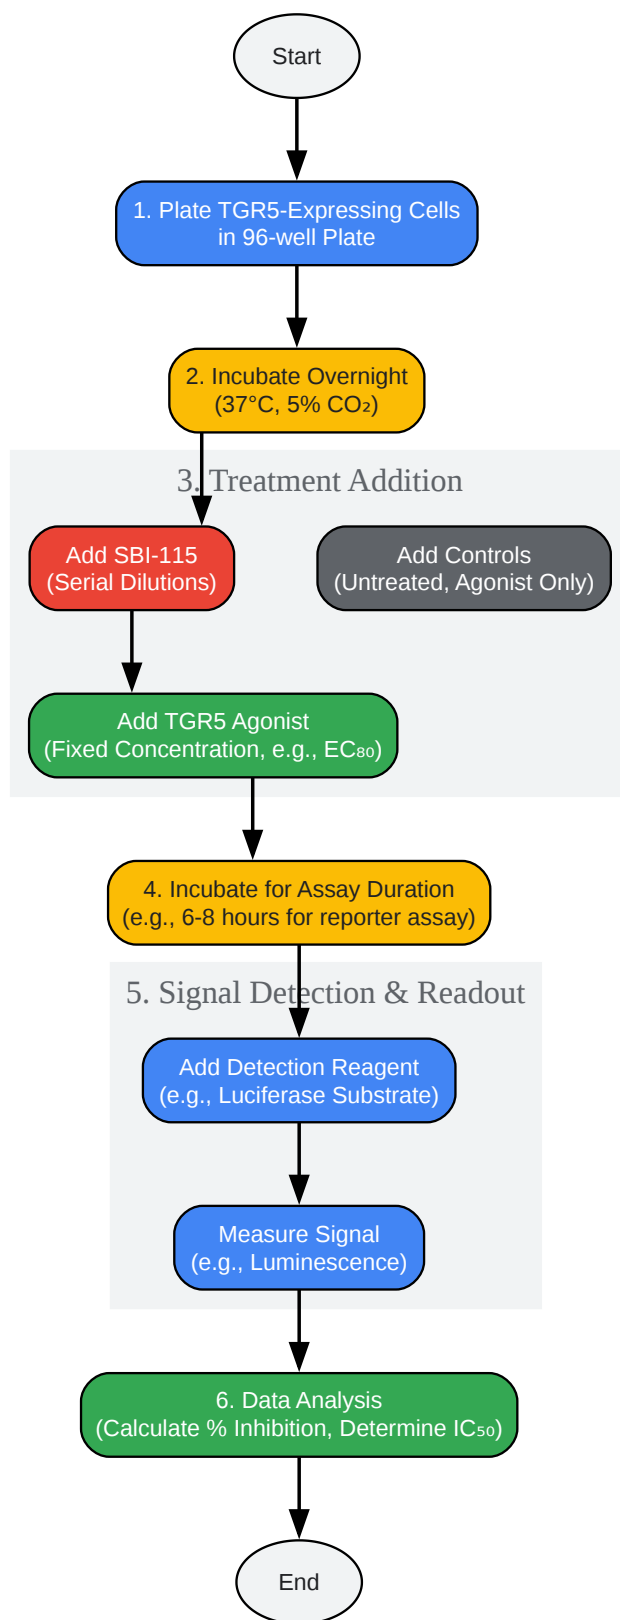 Start
1. Plate TGR5-Expressing Cells
in 96-well Plate
2. Incubate Overnight
(37°C, 5% CO₂)
3. Treatment Addition
Add SBI-115
(Serial Dilutions)
Add Controls
(Untreated, Agonist Only)
Add TGR5 Agonist
(Fixed Concentration, e.g., EC₈₀)
4. Incubate for Assay Duration
(e.g., 6-8 hours for reporter assay)
5. Signal Detection & Readout
Add Detection Reagent
(e.g., Luciferase Substrate)
Measure Signal
(e.g., Luminescence)
6. Data Analysis
(Calculate % Inhibition, Determine IC₅₀)
End